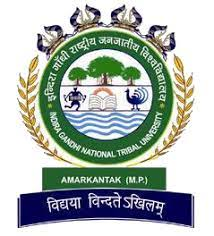 इन्दिरा गाँधी राष्ट्रीय जनजातीय विश्वविद्यालय
INDIRA GANDHI NATIONAL TRIBAL UNIVERSITY
AMARKANTAK (M.P.)
विद्यया विन्दतेऽखिलम्